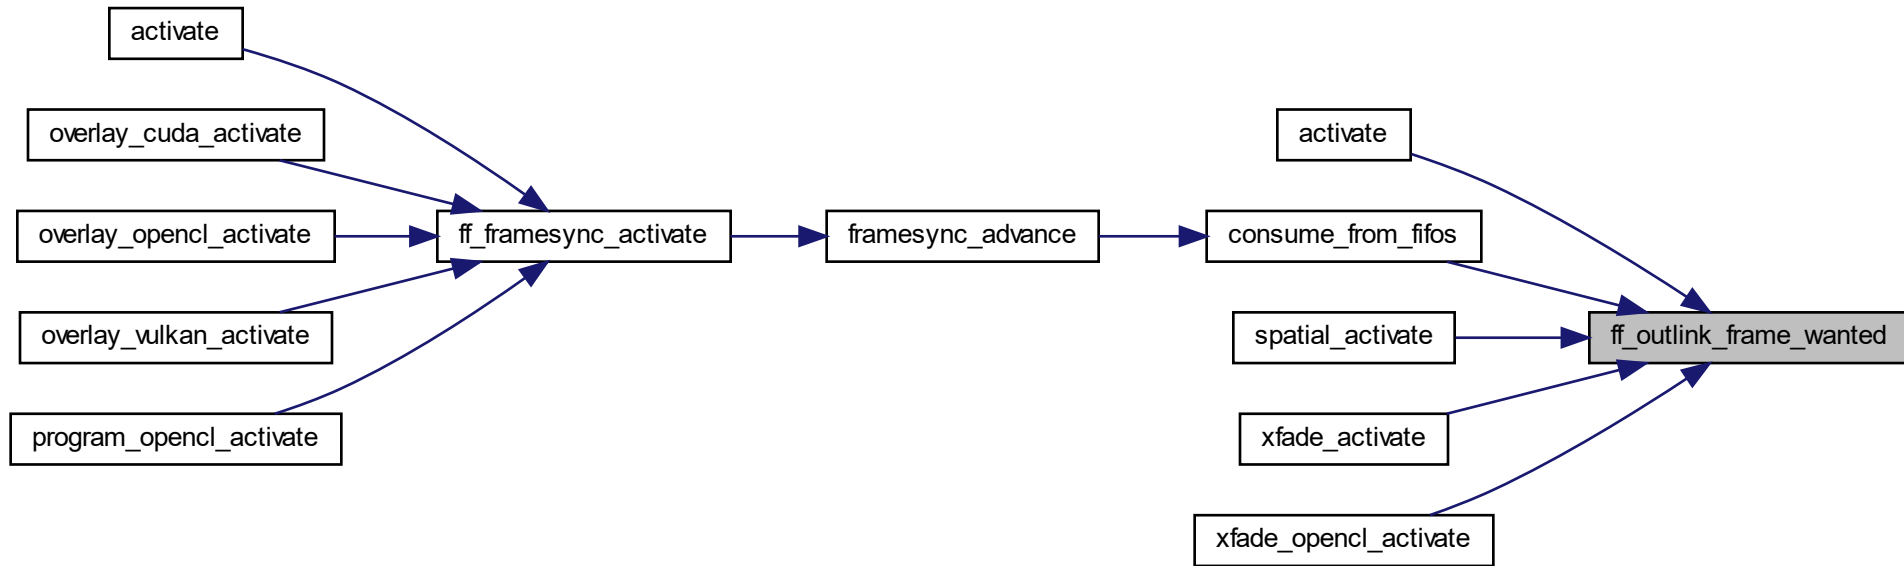 activate
overlay_cuda_activate
overlay_opencl_activate
overlay_vulkan_activate
program_opencl_activate
ff_framesync_activate
framesync_advance
activate
consume_from_fifos
spatial_activate
xfade_activate
xfade_opencl_activate
ff_outlink_frame_wanted